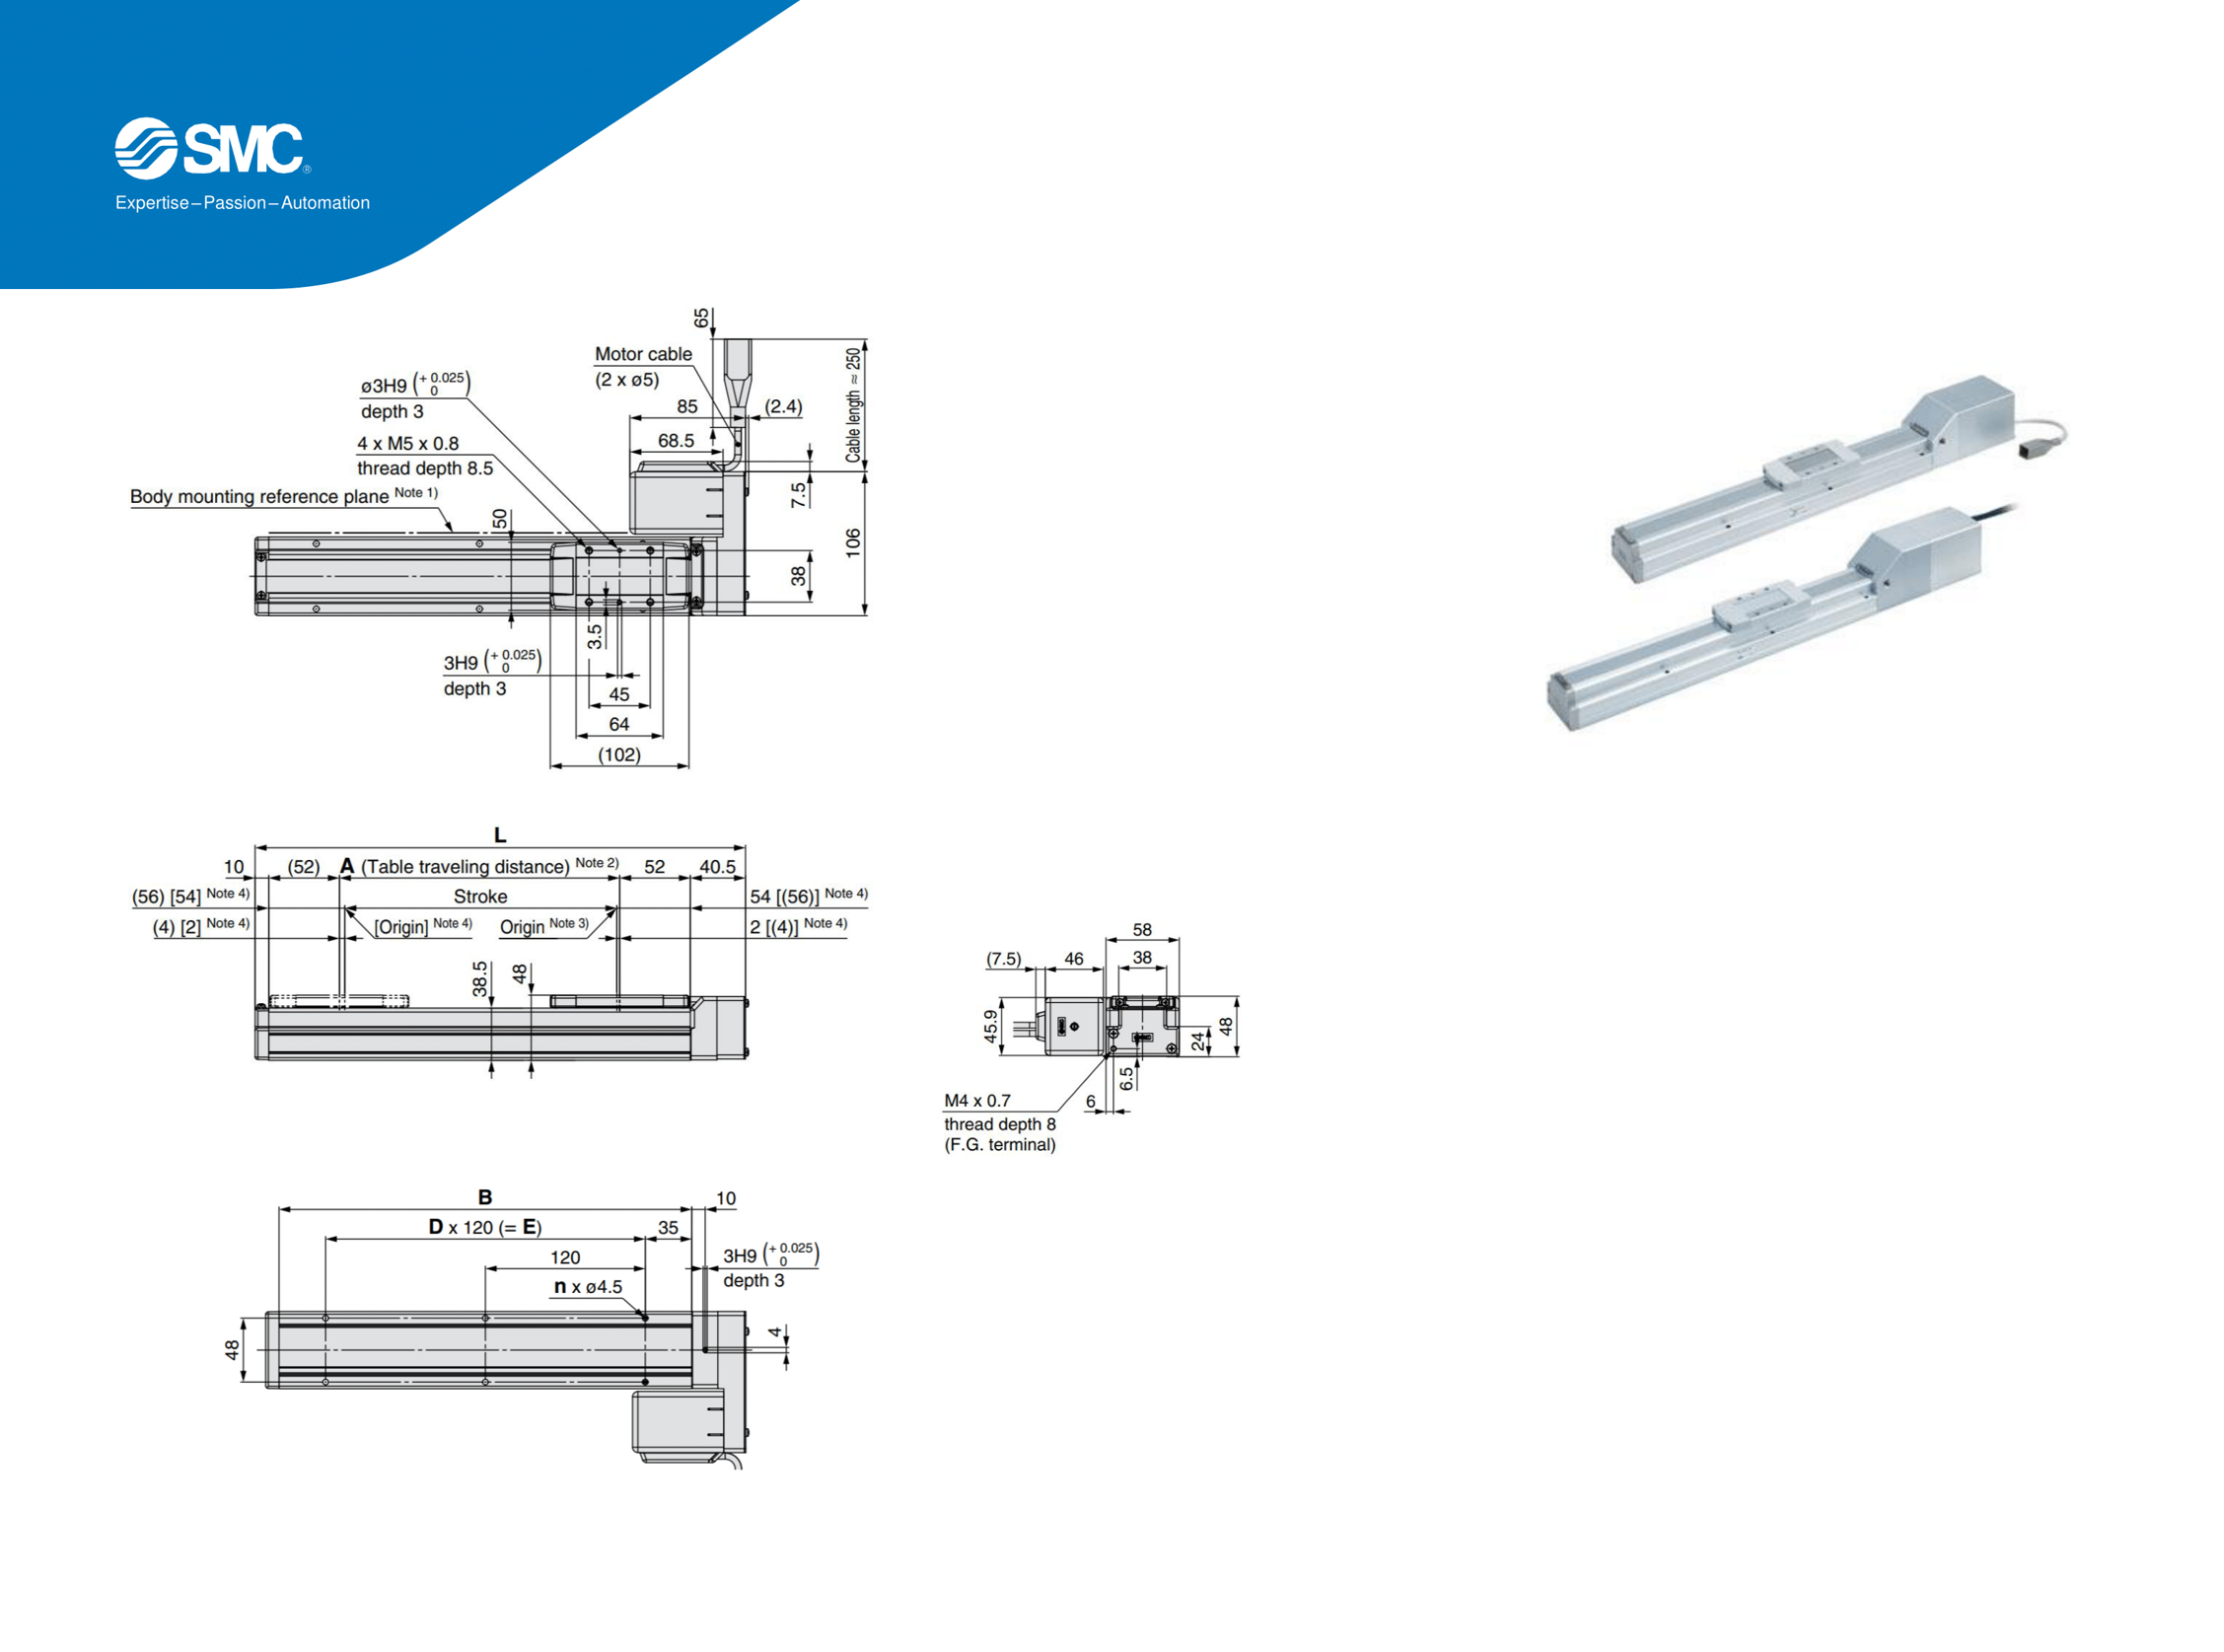 SMC®
Expertise – Passion – Automation
65
Motor cable
(2 x ø5)
Cable length ≈ 250
ø3H9 (+ 0.025 0)
depth 3
85
(2.4)
4 x M5 x 0.8
thread depth 8.5
68.5
Body mounting reference plane Note 1)
50
7.5
106
38
3.5
3H9 (+ 0.025 0)
depth 3
45
64
(102)
L
10
(52)
A (Table traveling distance) Note 2)
52
40.5
(56) [54] Note 4)
Stroke
54 [(56)] Note 4)
(4) [2] Note 4)
[Origin] Note 4)
Origin Note 3)
2 [(4)] Note 4)
38.5
48
58
(7.5)
46
38
45.9
24
48
6.5
M4 x 0.7
6
thread depth 8
(F.G. terminal)
B
10
D x 120 (= E)
35
120
3H9 (+ 0.025 0)
n x ø4.5
depth 3
48
4